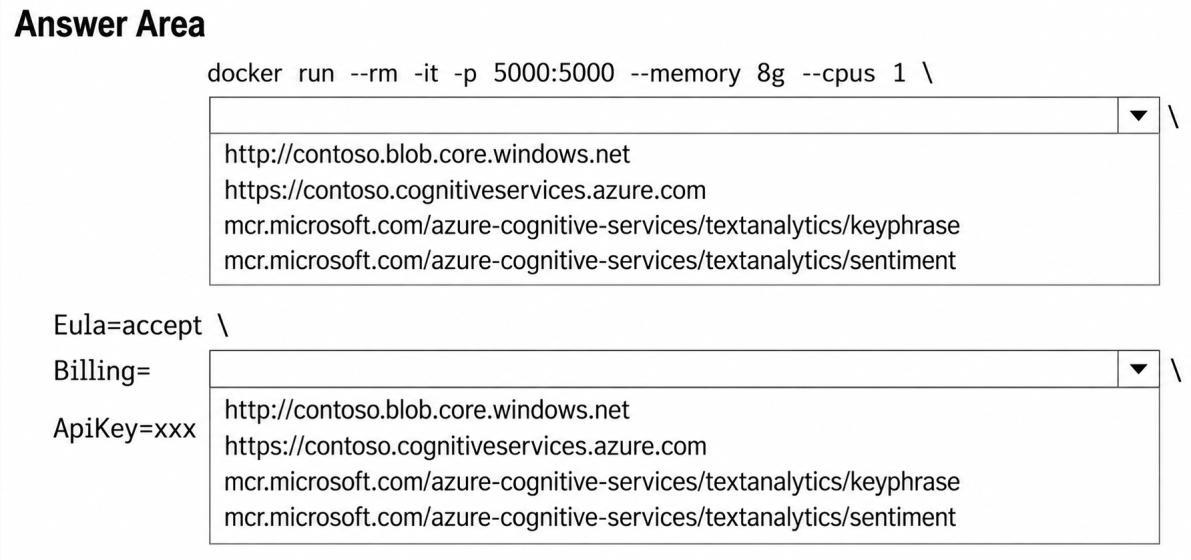 Answer Area
docker run --rm -it -p 5000:5000 --memory 8g --cpus 1 \
\
http://contoso.blob.core.windows.net
https://contoso.cognitiveservices.azure.com
mcr.microsoft.com/azure-cognitive-services/textanalytics/keyphrase
mcr.microsoft.com/azure-cognitive-services/textanalytics/sentiment
Eula=accept \
Billing= \
http://contoso.blob.core.windows.net
ApiKey=xxx
https://contoso.cognitiveservices.azure.com
mcr.microsoft.com/azure-cognitive-services/textanalytics/keyphrase
mcr.microsoft.com/azure-cognitive-services/textanalytics/sentiment